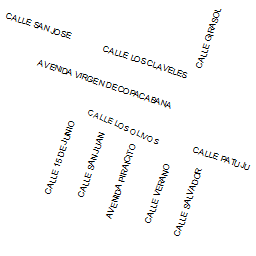 CALLE SAN JOSE
CALLE GIRASOL
CALLE LOS CLAVELES
AVENIDA VIRGEN DE COPACABANA
CALLE LOS OLIVOS
CALLE 15 DE JUNIO
CALLE SAN JUAN
AVENIDA PIRAICITO
CALLE VERANO
CALLE SALVADOR
CALLE PATUJU